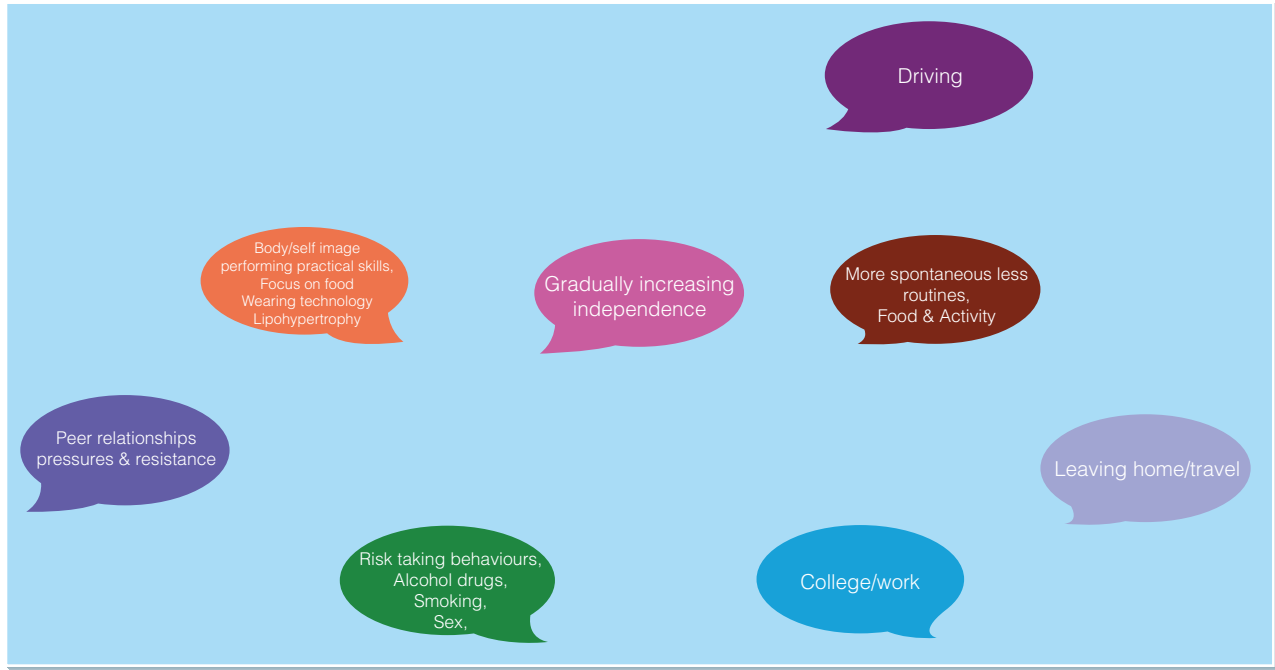 Driving
Body/self image
performing practical skills,
Focus on food
Wearing technology
Lipohypertrophy
Gradually increasing
independence
More spontaneous less
routines,
Food & Activity
Peer relationships
pressures & resistance
Leaving home/travel
Risk taking behaviours,
Alcohol drugs,
Smoking,
Sex,
College/work